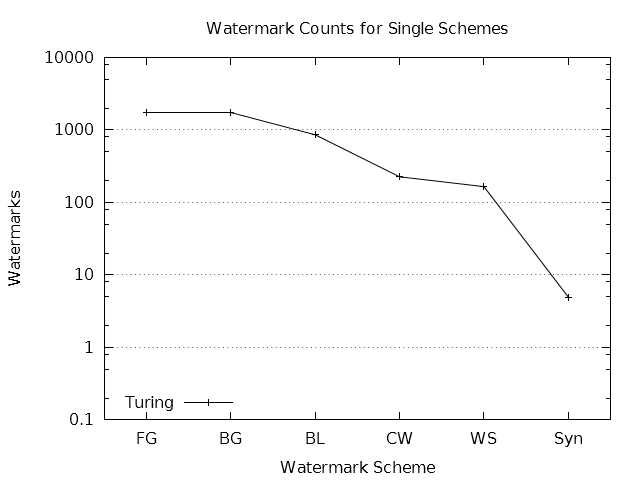 Watermark Counts for Single Schemes
10000
1000
100
10
1
0.1
Watermarks
Turing
FG BG BL CW WS Syn
Watermark Scheme